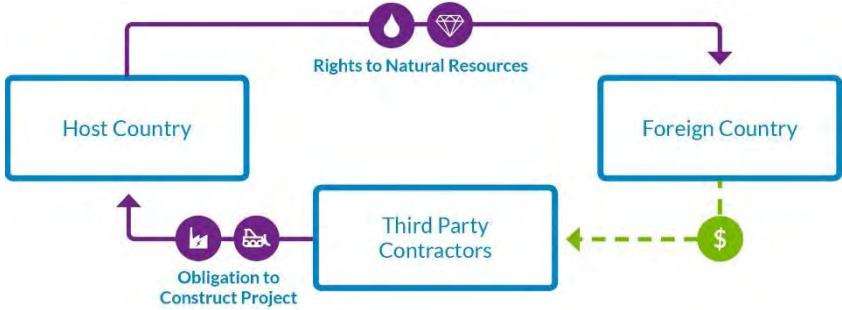 Rights to Natural Resources
Host Country
Foreign Country
Third Party
Contractors
$
Obligation to
Construct Project